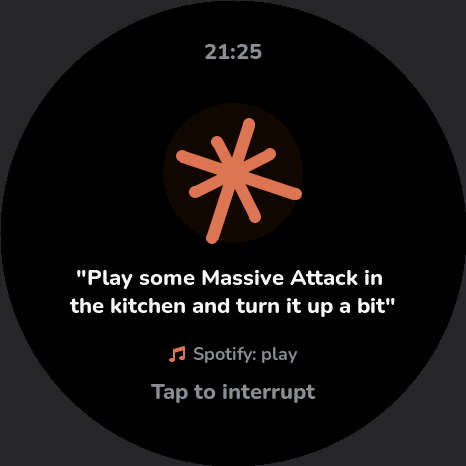 21:25
"Play some Massive Attack in
the kitchen and turn it up a bit"
Spotify: play
Tap to interrupt